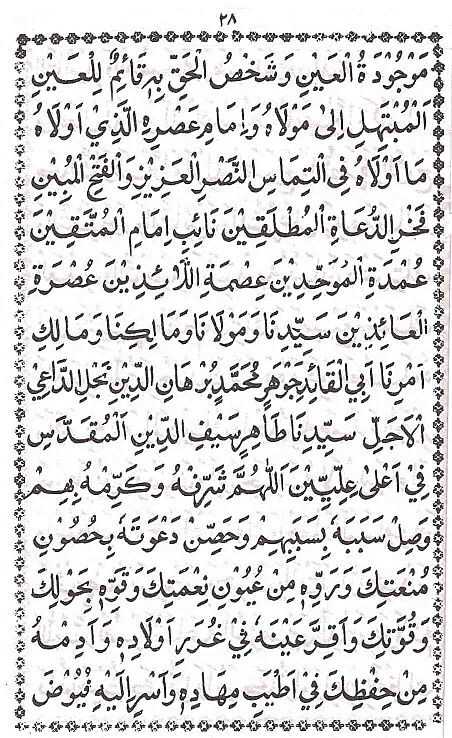 ٢٨
مَوْجُوْدَةُ الْعَيْنِ وَشَخْصُ الْحَقِّ بِهِ قَائِمٌ لِلْعَيْنِ
اَلْمُبْتَهِلِ اِلىٰ مَوْلَاهُ وَاِمَامِ عَصْرِهِ الَّذِيْ اَوْلَاهُ
مَا اَوْلَاهُ فِي الْتِمَاسِ النَّصْرِ الْعَزِيْزِ وَالْفَتْحِ الْمُبِيْنِ
فَخْرِ الدُّعَاةِ الْمُطْلَقِيْنَ نَائِبِ اِمَامِ الْمُتَّقِيْنَ
عُمْدَةِ الْمُوَحِّدِيْنَ عِصْمَةِ اللَّائِذِيْنَ عُصْرَةِ
الْعَائِذِيْنَ سَيِّدِنَا وَمَوْلَانَا وَمَالِكِنَا وَمَالِكِ
اَمْرِنَا اَبِي الْقَائِدِ جَوْهَرٍ مُحَمَّدٍ بُرْهَانِ الدِّيْنِ نَجْلِ الدَّاعِيْ
الْاَجَلِّ سَيِّدِنَا طَاهِرٍ سَيْفِ الدِّيْنِ الْمُقَدَّسِ
فِيْ اَعْلىٰ عِلِّيِّيْنَ اَللّٰهُمَّ شَرِّفْهُ وَكَرِّمْهُ بِهِمْ
وَصِلْ سَبَبَهُ بِسَبَبِهِمْ وَحَصِّنْ دَعْوَتَهُ بِحُصُوْنِ
مُنْعَتِكَ وَرَوِّهِ مِنْ عُيُوْنِ نِعْمَتِكَ وَقَوِّهِ بِحَوْلِكَ
وَقُوَّتِكَ وَاَقِرَّ عَيْنَهُ فِيْ غُرَرِ اَوْلَادِهِ وَاَدِمْهُ
مِنْ حِفْظِكَ فِيْ اَطْيَبِ مِهَادِهِ وَاَسْرِ اِلَيْهِ فُيُوْضَ